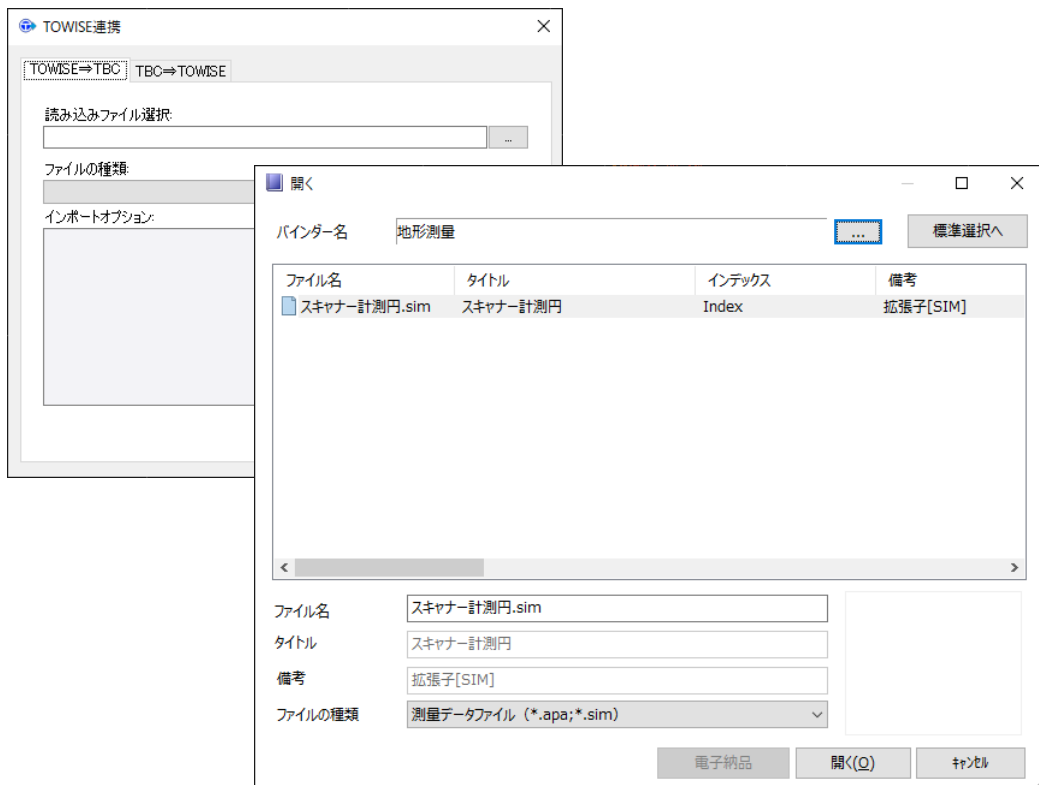 TOWISE連携
TOWISE⇒TBC TBC⇒TOWISE
読み込みファイル選択:
...
ファイルの種類:
インポートオプション:
開く
バインダー名 地形測量 ... 標準選択へ
ファイル名 タイトル インデックス 備考
スキャナー計測円.sim スキャナー計測円 Index 拡張子[SIM]
ファイル名 スキャナー計測円.sim
タイトル スキャナー計測円
備考 拡張子[SIM]
ファイルの種類 測量データファイル（*.apa;*.sim）
電子納品 開く(O) ｷｬﾝｾﾙ